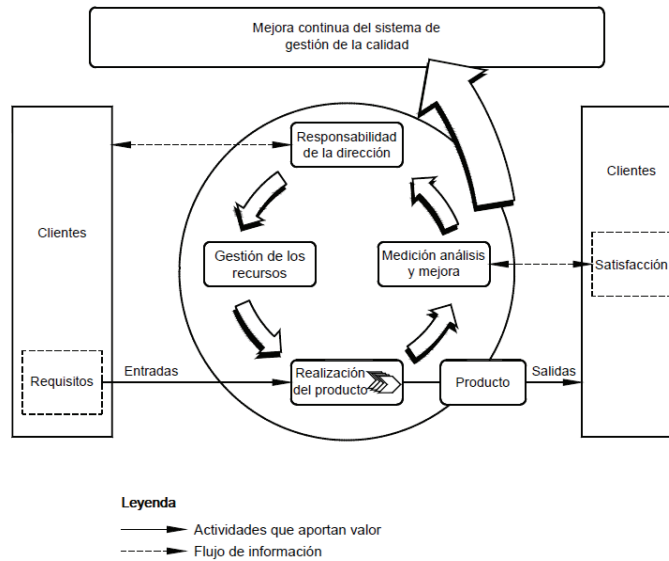 Mejora continua del sistema de
gestión de la calidad
Responsabilidad
de la dirección
Clientes
Clientes
Gestión de los
recursos
Medición análisis
y mejora
Satisfacción
Requisitos
Entradas
Realización
del producto
Producto
Salidas
Leyenda
Actividades que aportan valor
Flujo de información